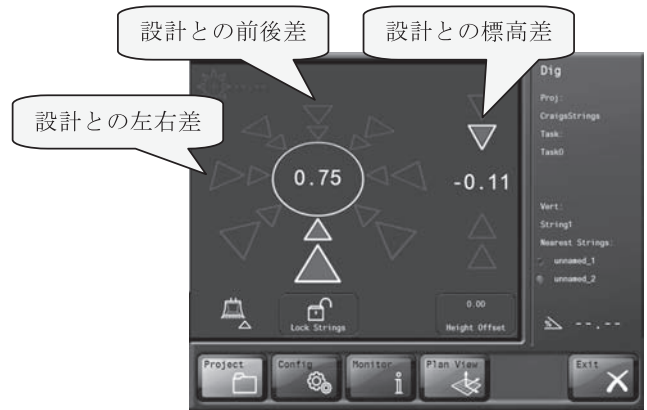 設計との前後差
設計との標高差
設計との左右差
Dig
Proj:
CraigsStrings
Task:
Task0
0.75
-0.11
Vert:
String1
Nearest Strings:
unnamed_1
unnamed_2
Lock Strings
0.00
Height Offset
--.--
Project
Config
Monitor
Plan View
Exit